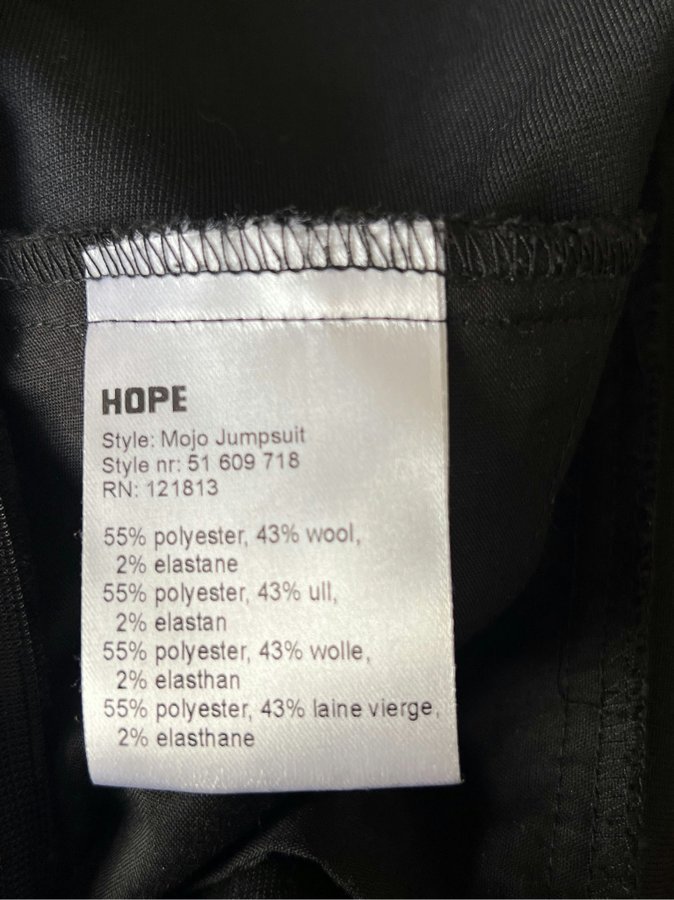 HOPE
Style: Mojo Jumpsuit
Style nr: 51 609 718
RN: 121813
55% polyester, 43% wool,
2% elastane
55% polyester, 43% ull,
2% elastan
55% polyester, 43% wolle,
2% elasthan
55% polyester, 43% laine vierge,
2% elasthane